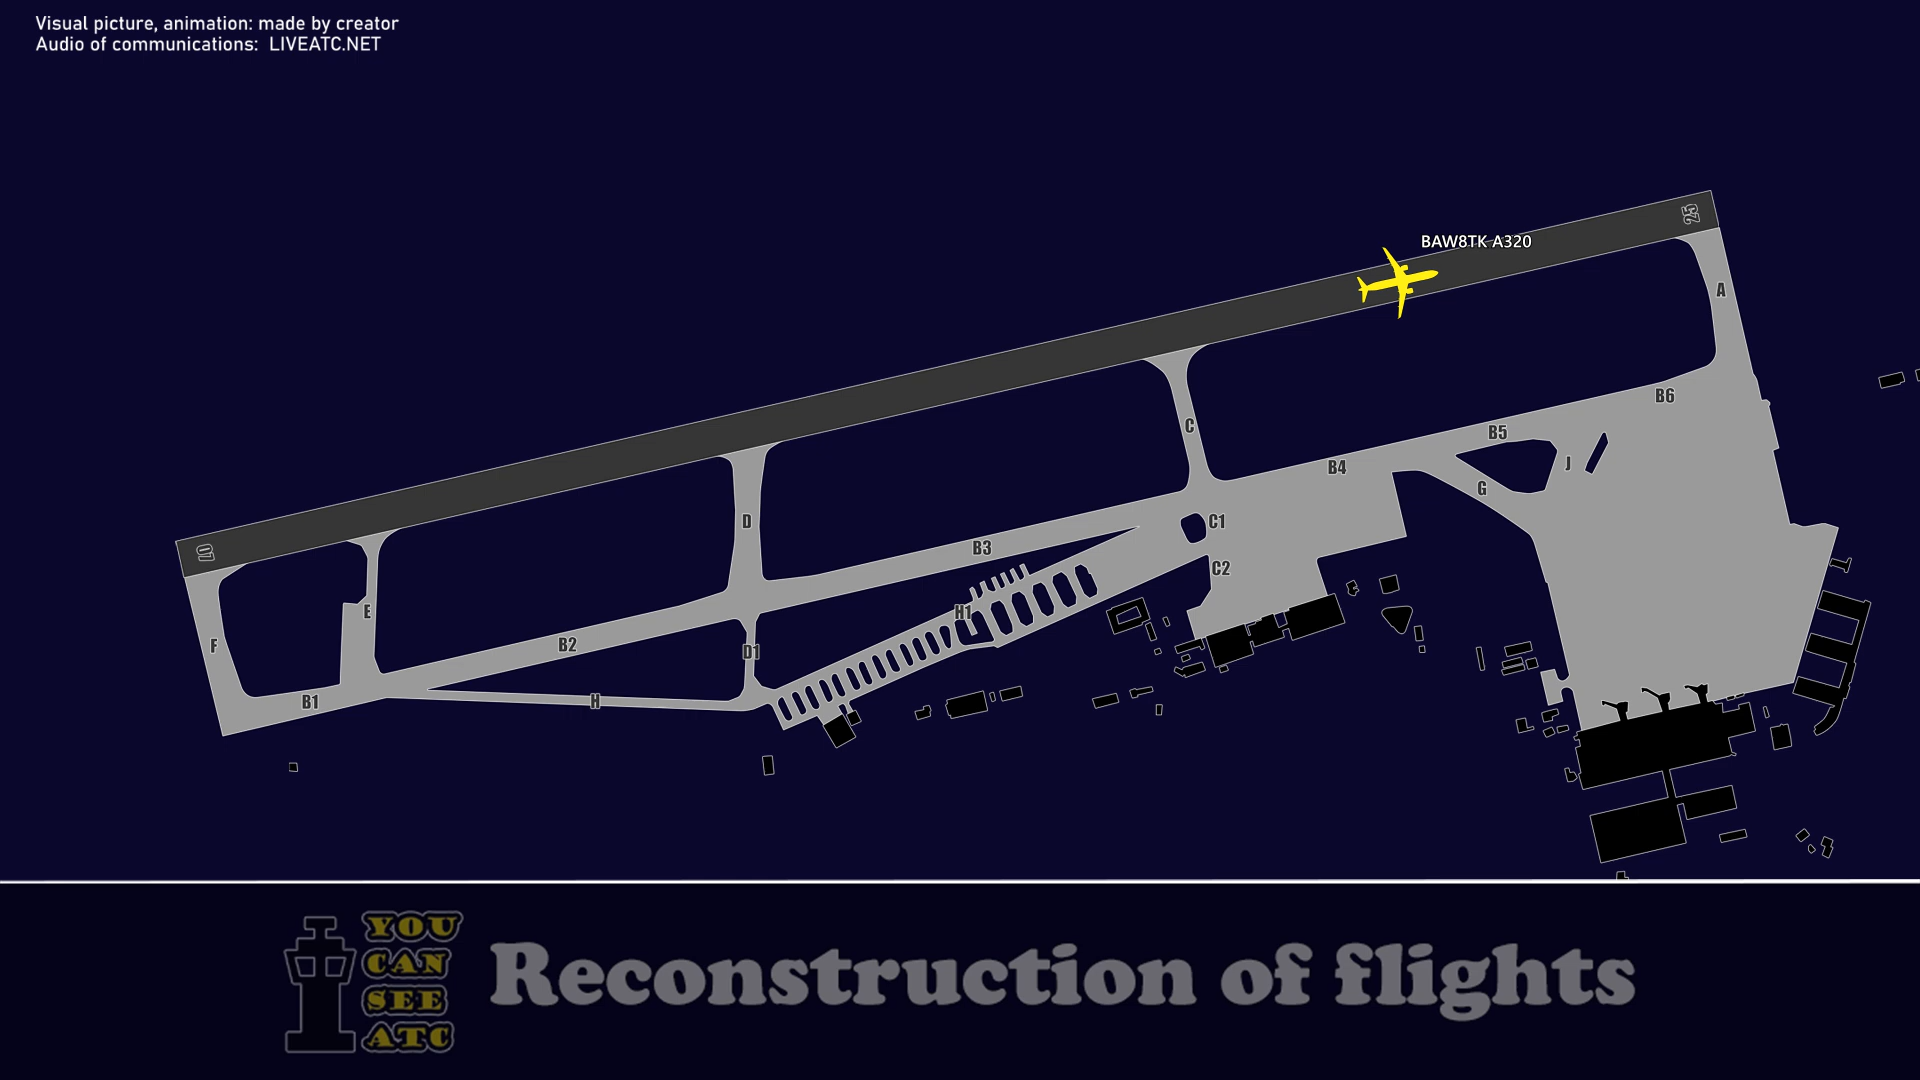 Visual picture, animation: made by creator
Audio of communications: LIVEATC.NET
BAW8TK A320
25
A
B6
B5
J
C
B4
G
D
C1
B3
07
C2
E
H1
F
B2
D1
B1
H
YOU
CAN
SEE
ATC
Reconstruction of flights